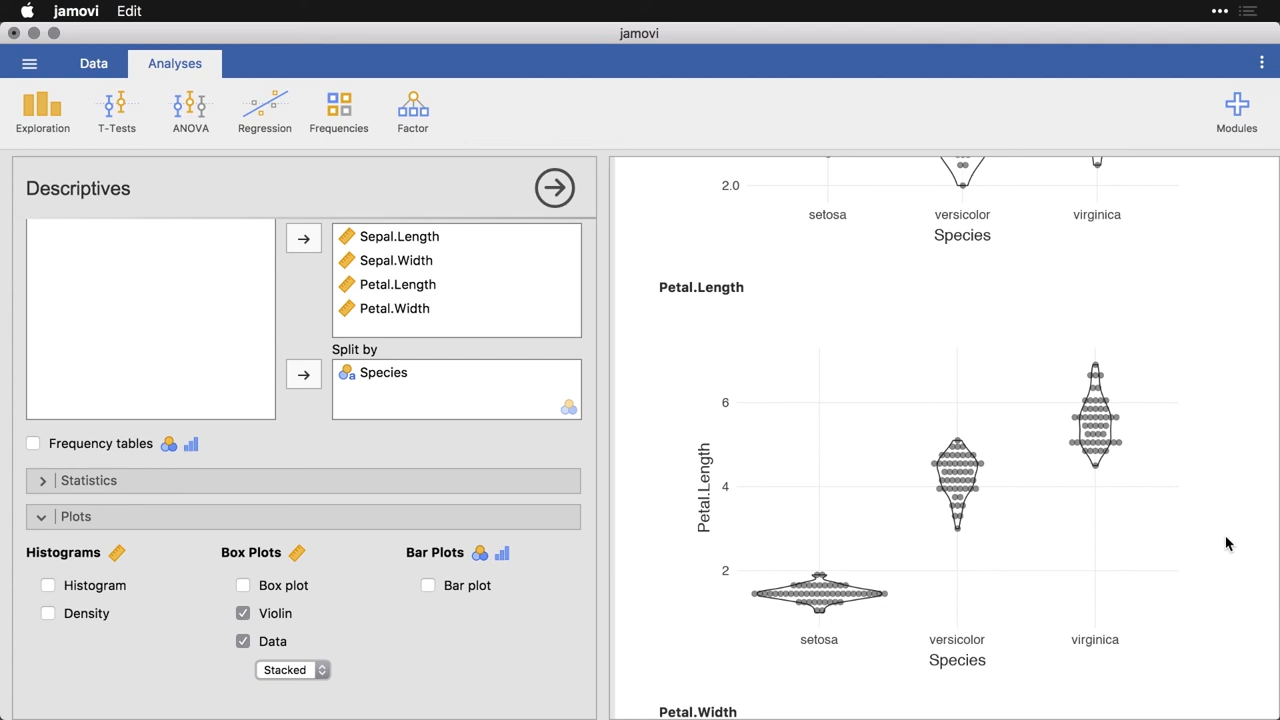 jamovi Edit
jamovi
Data Analyses
Exploration T-Tests ANOVA Regression Frequencies Factor Modules
Descriptives
Sepal.Length
Sepal.Width
Petal.Length
Petal.Width
Split by
Species
a
Frequency tables
Statistics
Plots
Histograms Box Plots Bar Plots
Histogram Box plot Bar plot
Density Violin
Data
Stacked
2.0
setosa versicolor virginica
Species
Petal.Length
6
4
2
Petal.Length
setosa versicolor virginica
Species
Petal.Width